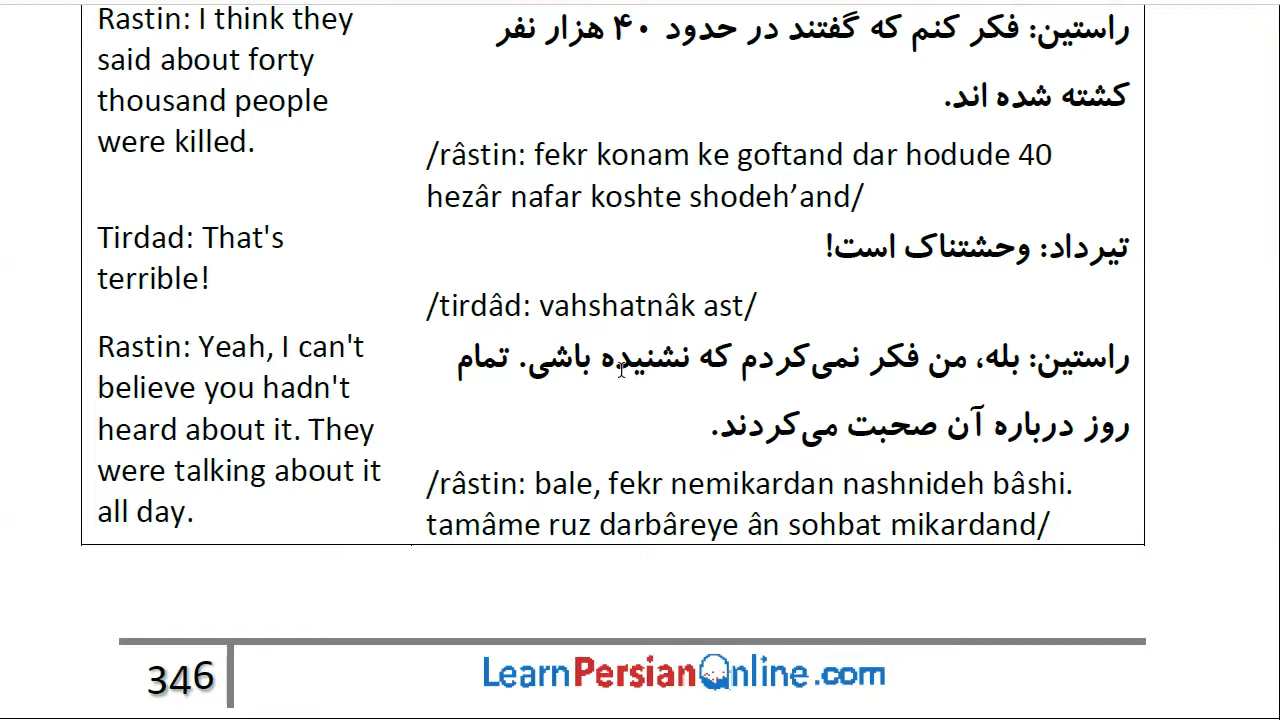 Rastin: I think they
said about forty
thousand people
were killed.
راستین: فکر کنم که گفتند در حدود ۴۰ هزار نفر
کشته شده اند.
/râstin: fekr konam ke goftand dar hodude 40
hezâr nafar koshte shodeh’and/
Tirdad: That's
terrible!
تیرداد: وحشتناک است!
/tirdâd: vahshatnâk ast/
Rastin: Yeah, I can't
believe you hadn't
heard about it. They
were talking about it
all day.
راستین: بله، من فکر نمی‌کردم که نشنیده باشی. تمام
روز درباره آن صحبت می‌کردند.
/râstin: bale, fekr nemikardan nashnideh bâshi.
tamâme ruz darbâreye ân sohbat mikardand/
346
LearnPersianOnline.com